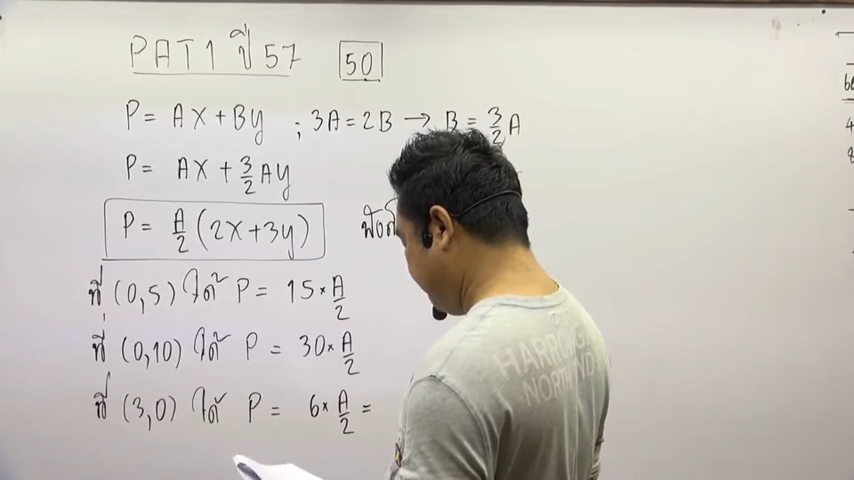 PAT1 ปี 57 50
P = AX + By ; 3A = 2B → B = 3/2 A
P = AX + 3/2 Ay
P = A/2 (2X+3y)
ที่ (0,5) ได้ P = 15 × A/2
ที่ (0,10) ได้ P = 30 × A/2
ที่ (3,0) ได้ P = 6 × A/2 =
HARRI
NORTH